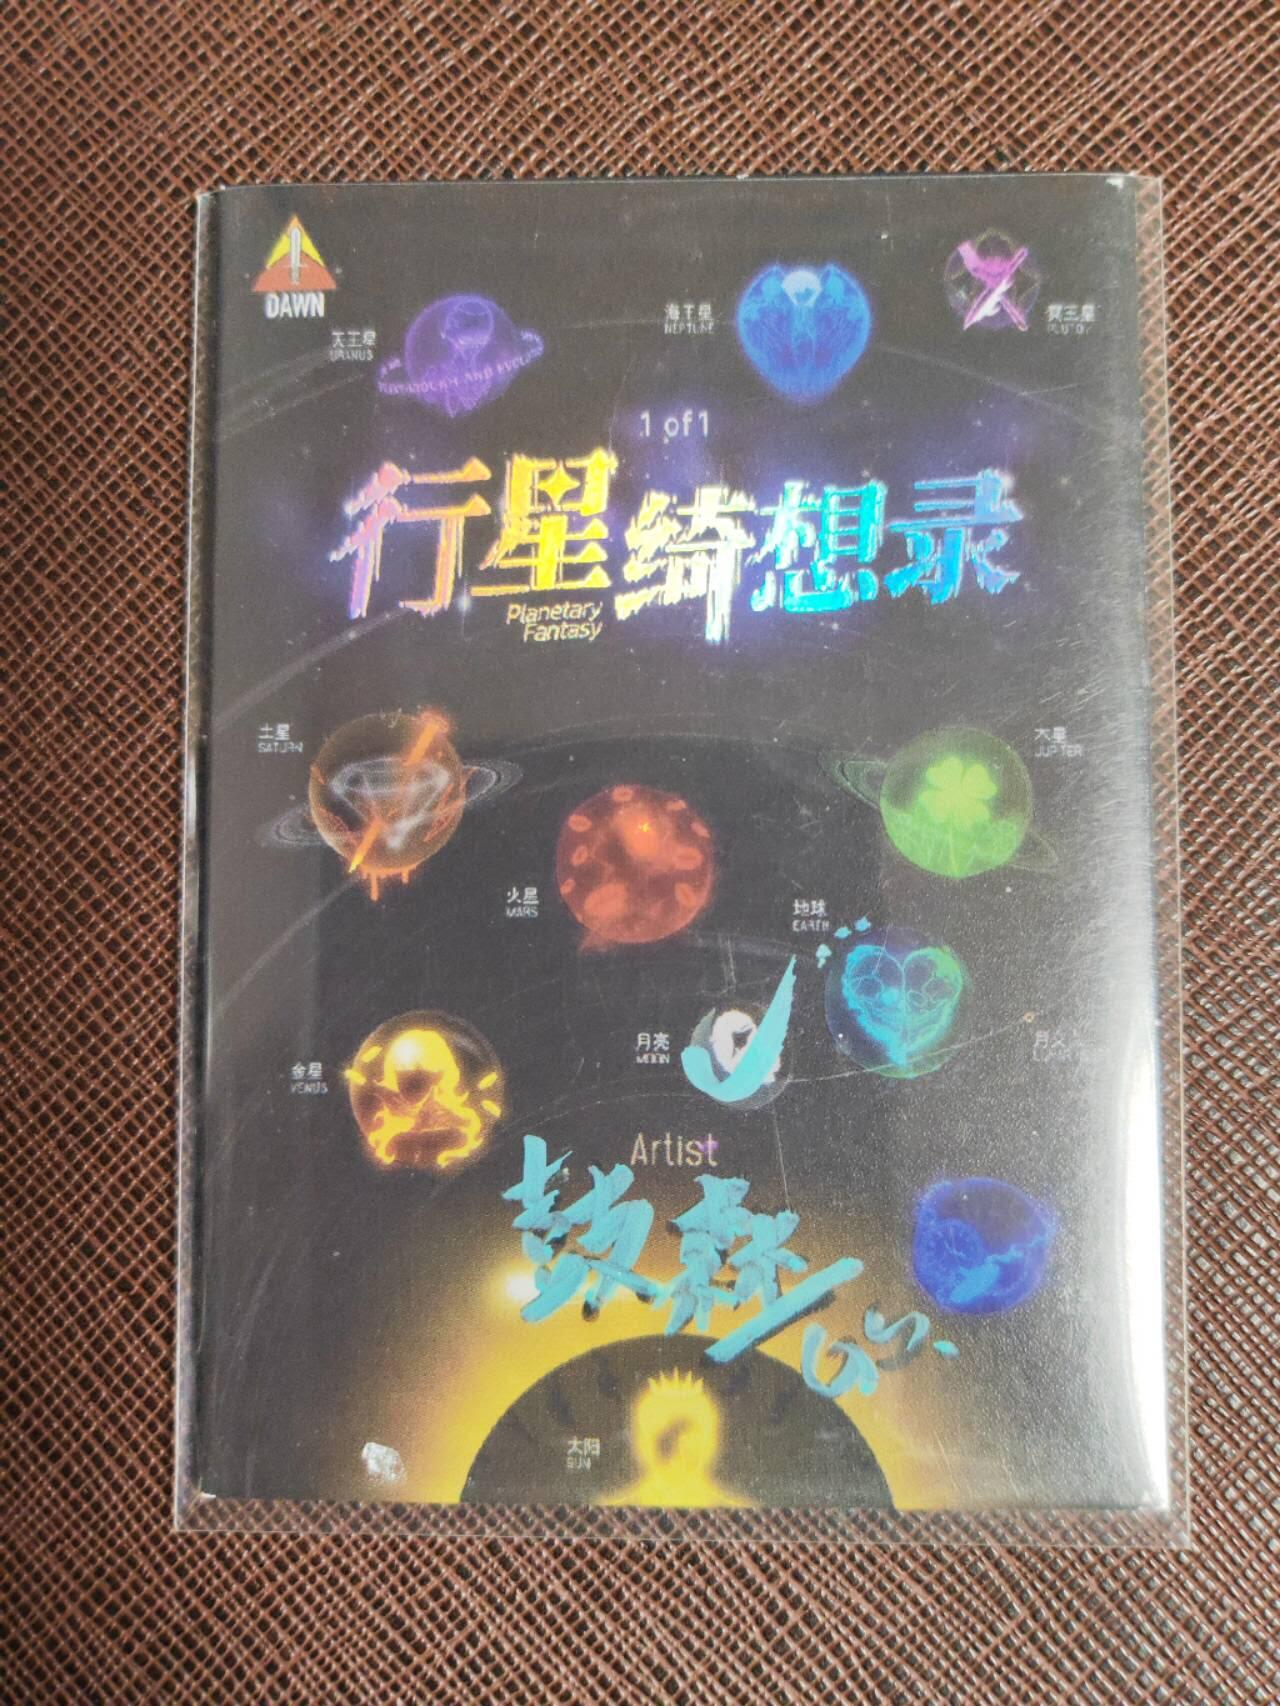 DAWN
天王星
URANUS
海王星
NEPTUNE
冥王星
1 of 1
行星绮想录
Planetary
Fantasy
土星
SATURN
木星
JUPITER
火星
MARS
地球
EARTH
月亮
MOON
金星
VENUS
Artist
太阳
SUN